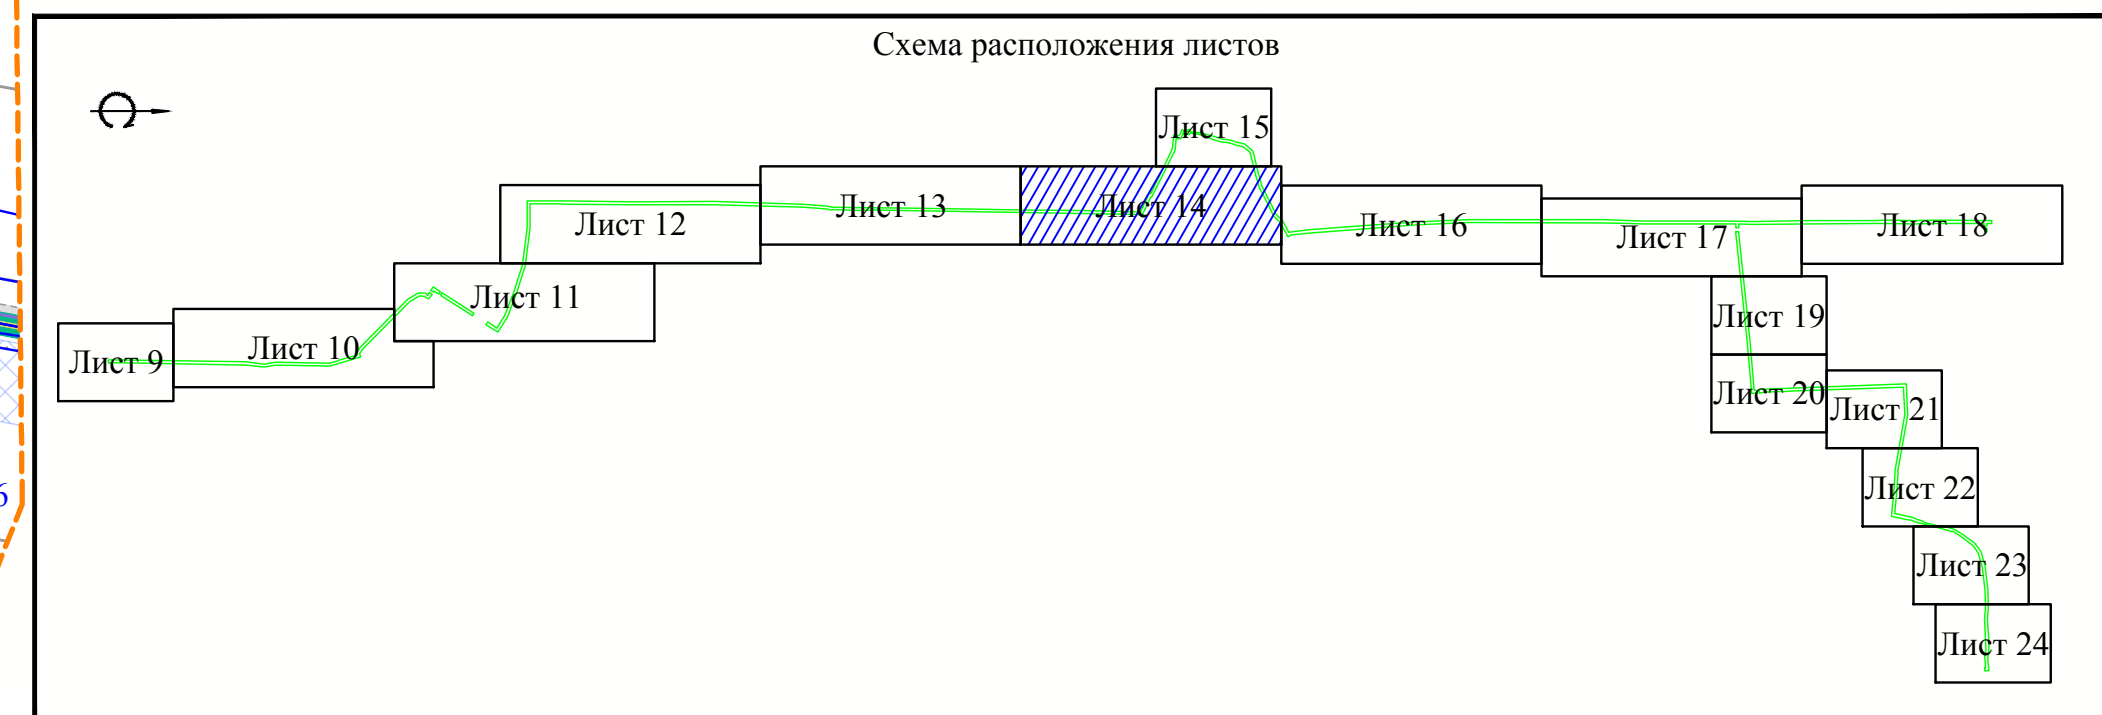 Схема расположения листов
Лист 15
Лист 13
Лист 14
Лист 12
Лист 16
Лист 17
Лист 18
Лист 11
Лист 19
Лист 10
Лист 9
Лист 20
Лист 21
Лист 22
6
Лист 23
Лист 24